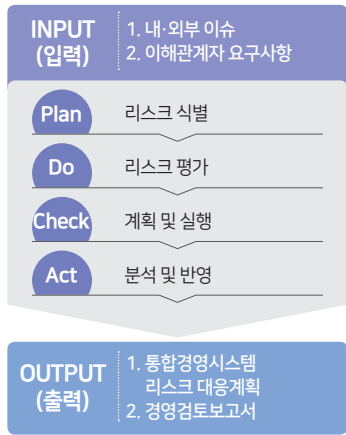 INPUT
(입력)
1. 내·외부 이슈
2. 이해관계자 요구사항
Plan
리스크 식별
Do
리스크 평가
Check
계획 및 실행
Act
분석 및 반영
OUTPUT
(출력)
1. 통합경영시스템
리스크 대응계획
2. 경영검토보고서